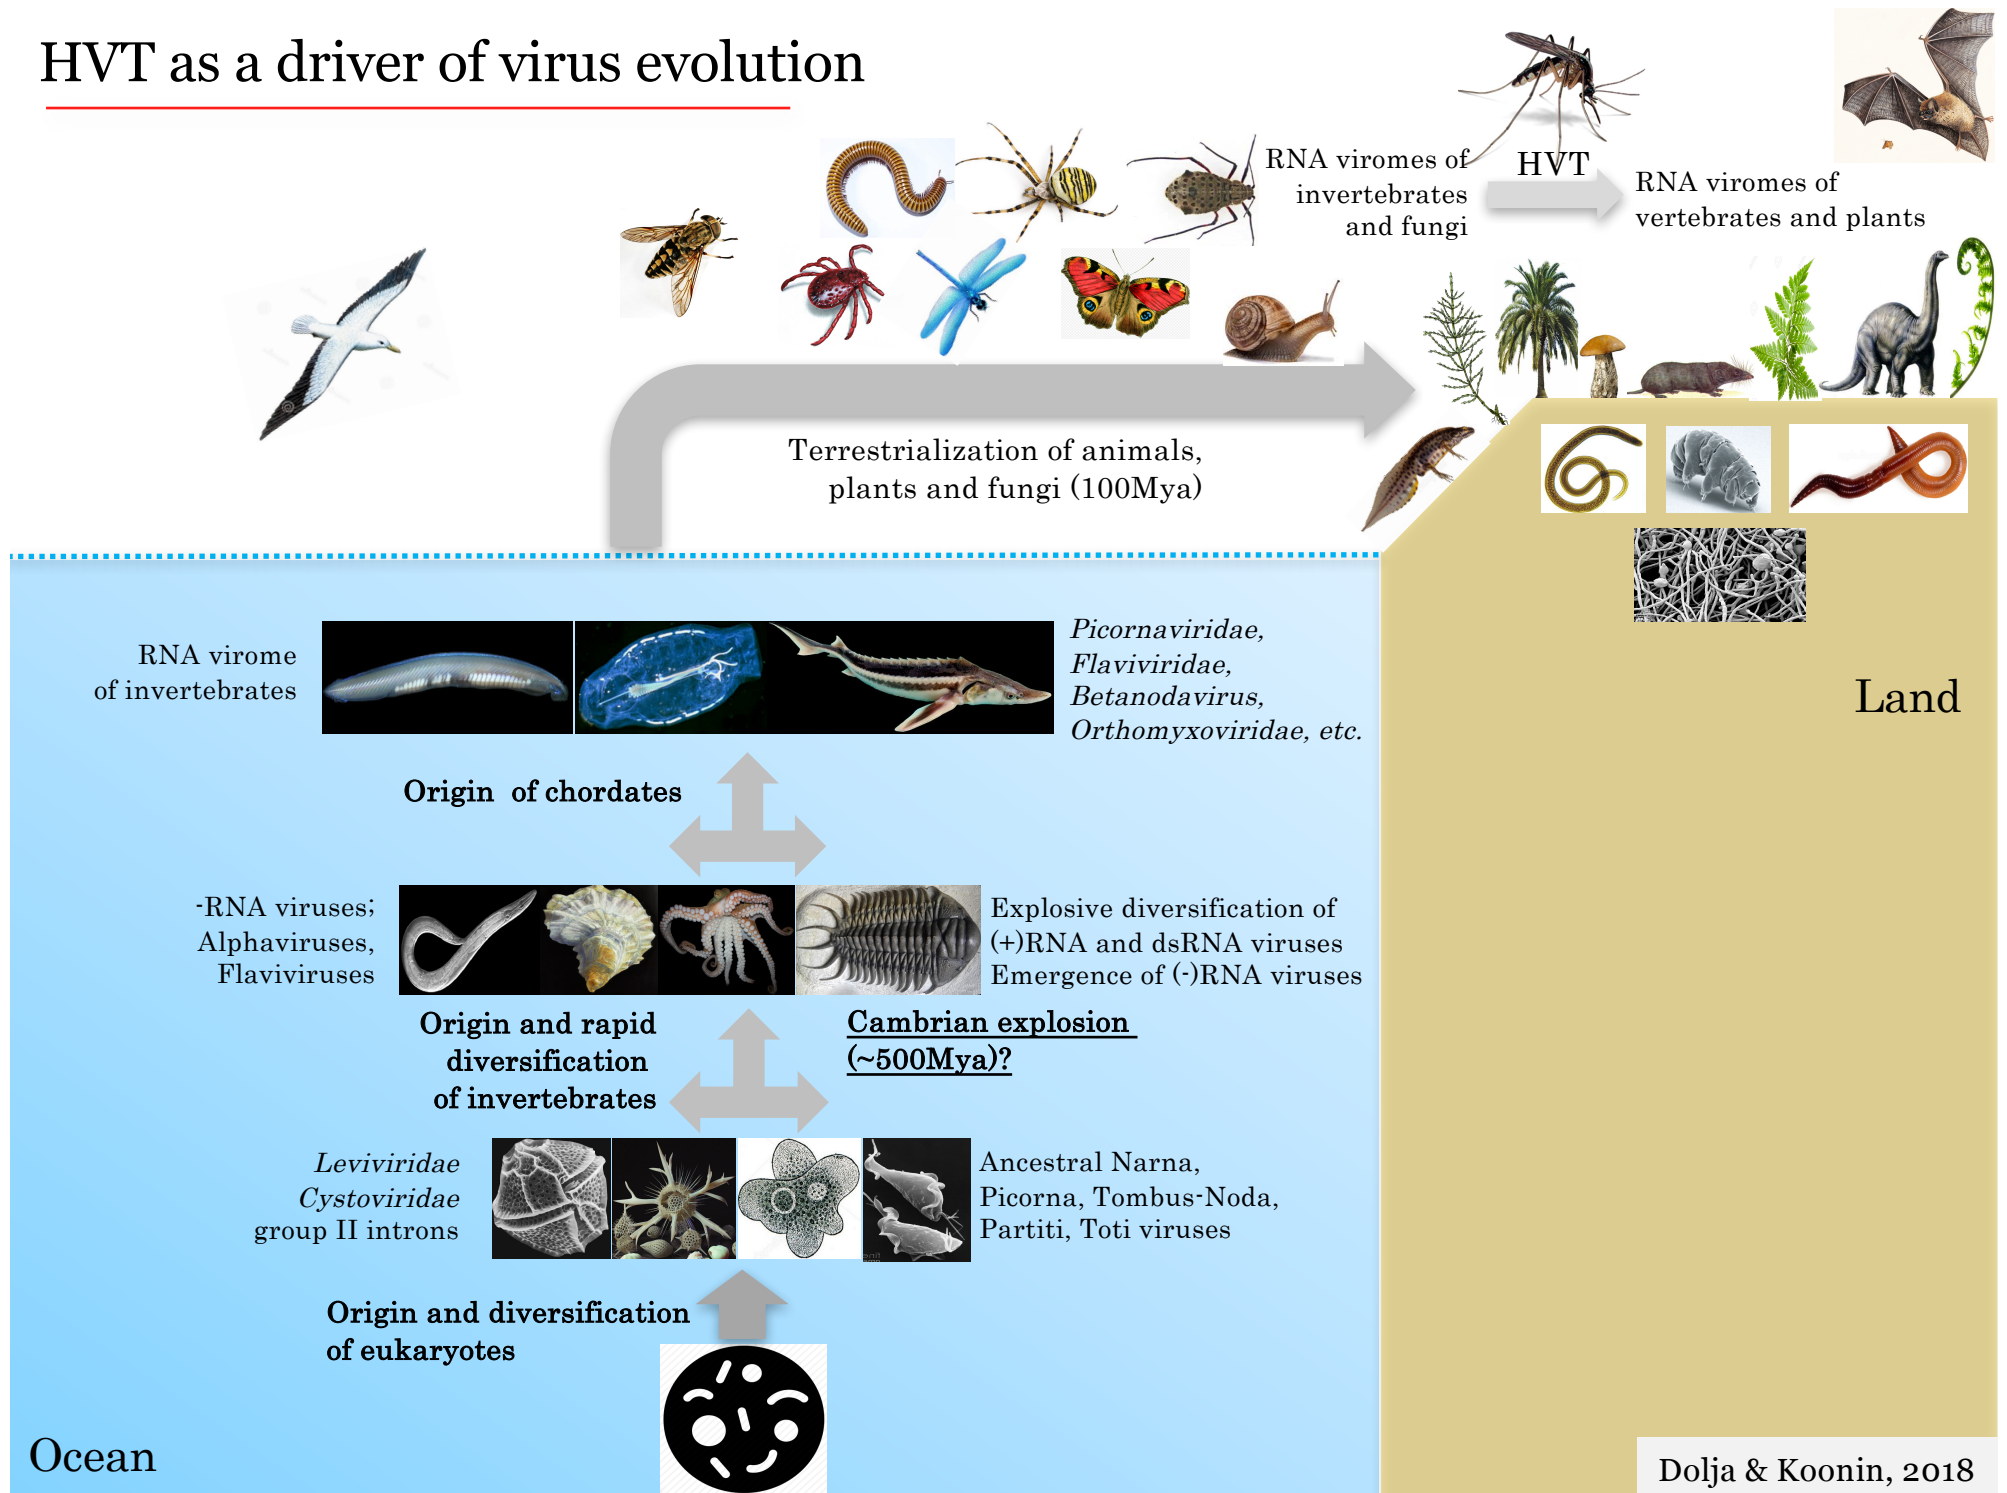 HVT as a driver of virus evolution
RNA viromes of
invertebrates
and fungi
HVT
RNA viromes of
vertebrates and plants
Terrestrialization of animals,
plants and fungi (100Mya)
RNA virome
of invertebrates
Picornaviridae,
Flaviviridae,
Betanodavirus,
Orthomyxoviridae, etc.
Land
Origin of chordates
-RNA viruses;
Alphaviruses,
Flaviviruses
Explosive diversification of
(+)RNA and dsRNA viruses
Emergence of (-)RNA viruses
Origin and rapid
diversification
of invertebrates
Cambrian explosion
(~500Mya)?
Leviviridae
Cystoviridae
group II introns
Ancestral Narna,
Picorna, Tombus-Noda,
Partiti, Toti viruses
Origin and diversification
of eukaryotes
Ocean
Dolja & Koonin, 2018